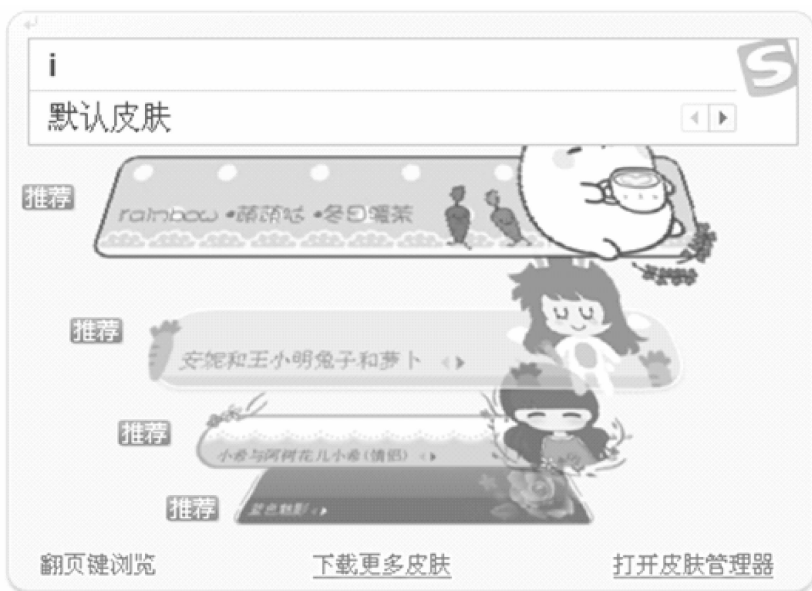 i
默认皮肤
推荐
rainbow •萌萌哒 •冬日暖茶
推荐
安妮和王小明兔子和萝卜
推荐
小希与阿树花儿小希(情侣)
推荐
蓝色魅影
翻页键浏览 下载更多皮肤 打开皮肤管理器